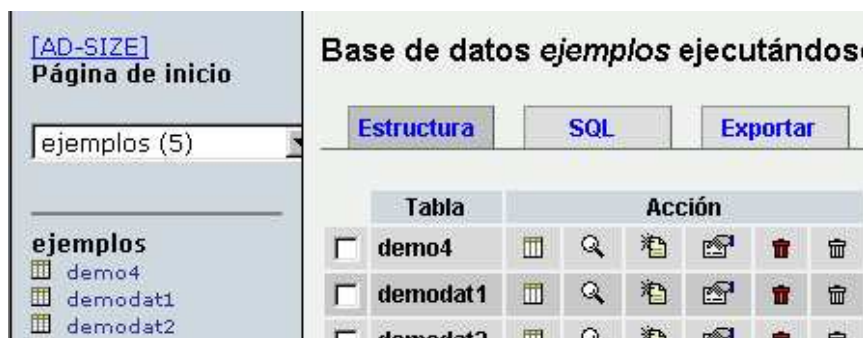 [AD-SIZE]
Página de inicio
ejemplos (5)
ejemplos
demo4
demodat1
demodat2
Base de datos ejemplos ejecutándos
Estructura SQL Exportar
Tabla Acción
demo4
demodat1
demodat2